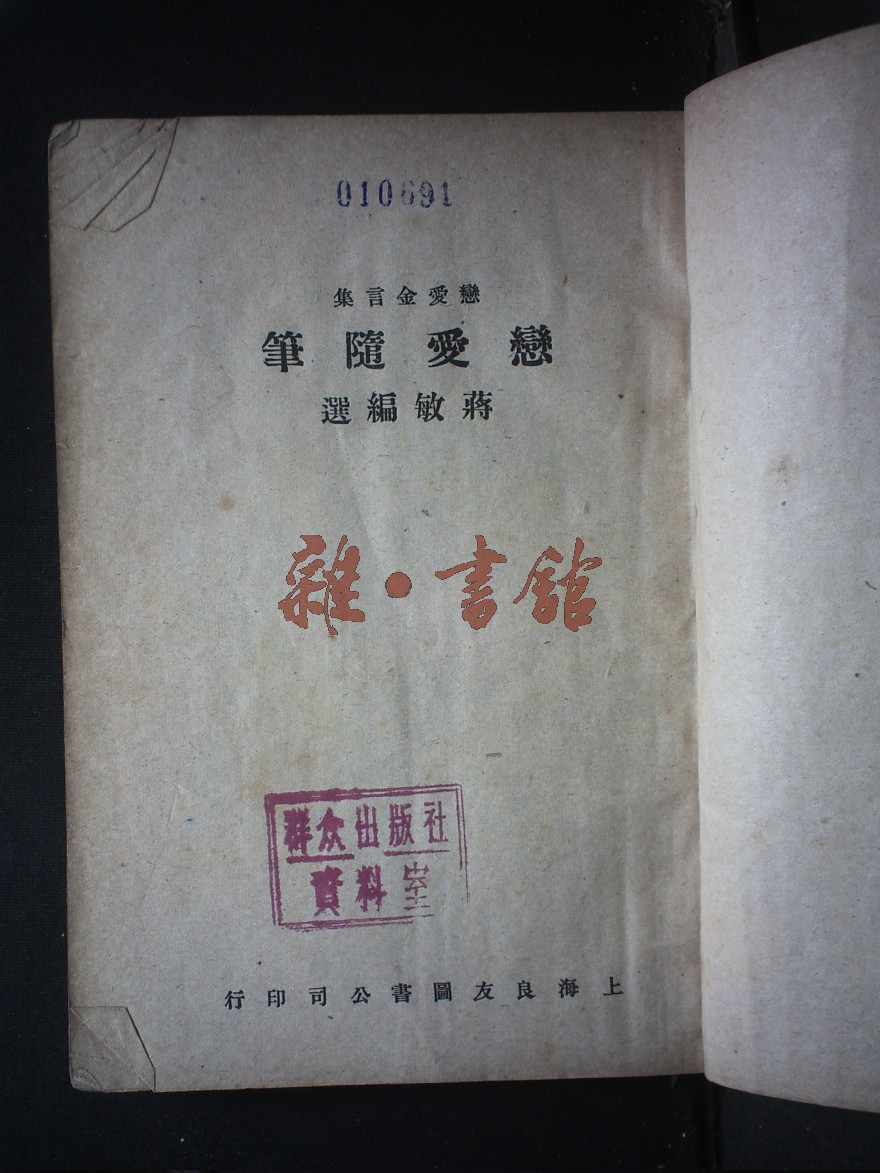 010691
戀愛金言集
戀愛隨筆
蔣敏編選
雜·書館
群众出版社
資料室
上海良友圖書公司印行